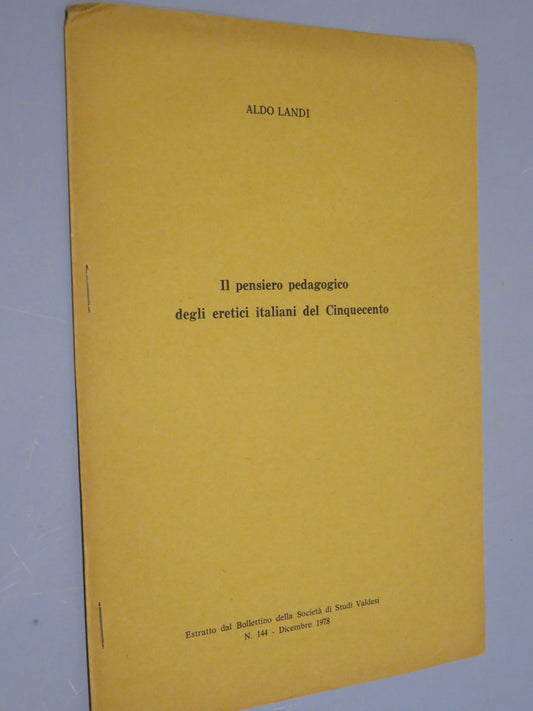 ALDO LANDI
Il pensiero pedagogico
degli eretici italiani del Cinquecento
Estratto dal Bollettino della Società di Studi Valdesi
N. 144 - Dicembre 1978